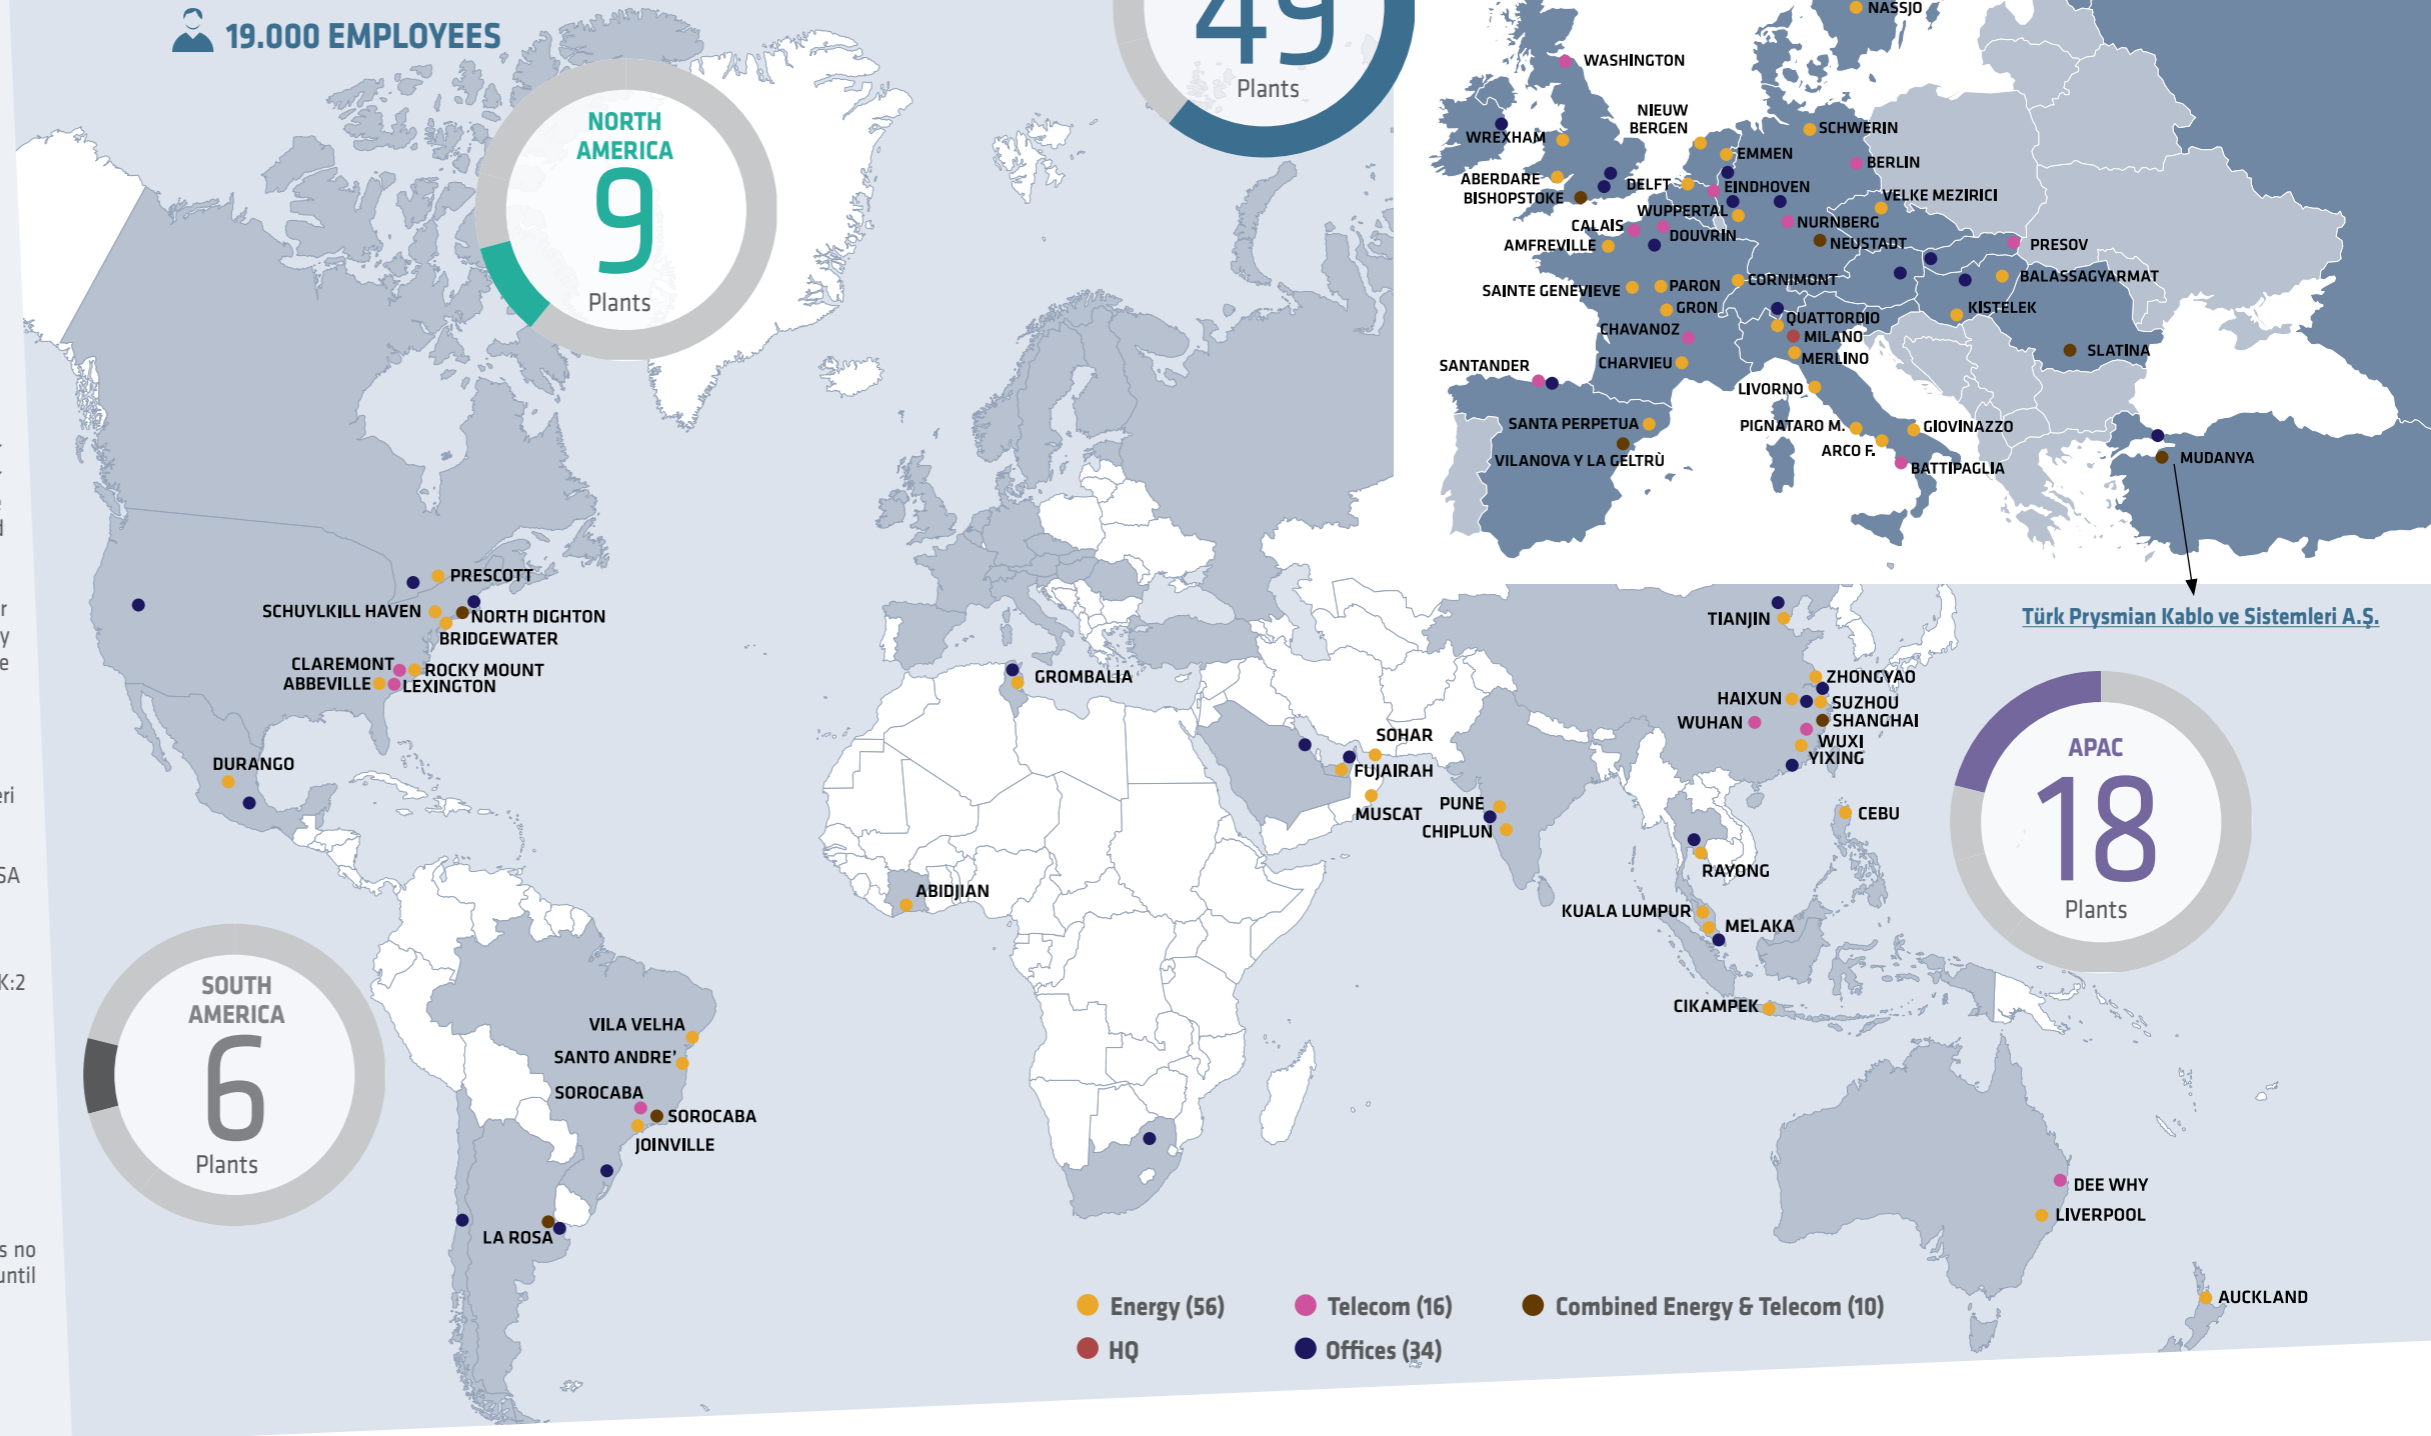 19.000 EMPLOYEES
49
Plants
NORTH
AMERICA
9
Plants
NASSJO
WASHINGTON
NIEUW
BERGEN
SCHWERIN
WREXHAM
EMMEN
BERLIN
ABERDARE
DELFT
EINDHOVEN
VELKE MEZIRICI
BISHOPSTOKE
WUPPERTAL
CALAIS
NURNBERG
DOUVRIN
AMFREVILLE
NEUSTADT
PRESOV
CORNIMONT
BALASSAGYARMAT
SAINTE GENEVIEVE
PARON
GRON
KISTELEK
QUATTORDIO
CHAVANOZ
MILANO
SLATINA
MERLINO
CHARVIEU
SANTANDER
LIVORNO
SANTA PERPETUA
PIGNATARO M.
GIOVINAZZO
ARCO F.
VILANOVA Y LA GELTRÙ
BATTIPAGLIA
MUDANYA
Türk Prysmian Kablo ve Sistemleri A.Ş.
PRESCOTT
SCHUYLKILL HAVEN
NORTH DIGHTON
BRIDGEWATER
CLAREMONT
ROCKY MOUNT
ABBEVILLE
LEXINGTON
DURANGO
GROMBALIA
SOHAR
FUJAIRAH
MUSCAT
PUNE
CHIPLUN
ABIDJIAN
TIANJIN
ZHONGYAO
HAIXUN
SUZHOU
WUHAN
SHANGHAI
WUXI
YIXING
CEBU
RAYONG
KUALA LUMPUR
MELAKA
CIKAMPEK
APAC
18
Plants
SOUTH
AMERICA
6
Plants
VILA VELHA
SANTO ANDRE'
SOROCABA
SOROCABA
JOINVILLE
LA ROSA
DEE WHY
LIVERPOOL
AUCKLAND
Energy (56)
Telecom (16)
Combined Energy & Telecom (10)
HQ
Offices (34)
SA
K:2
s no